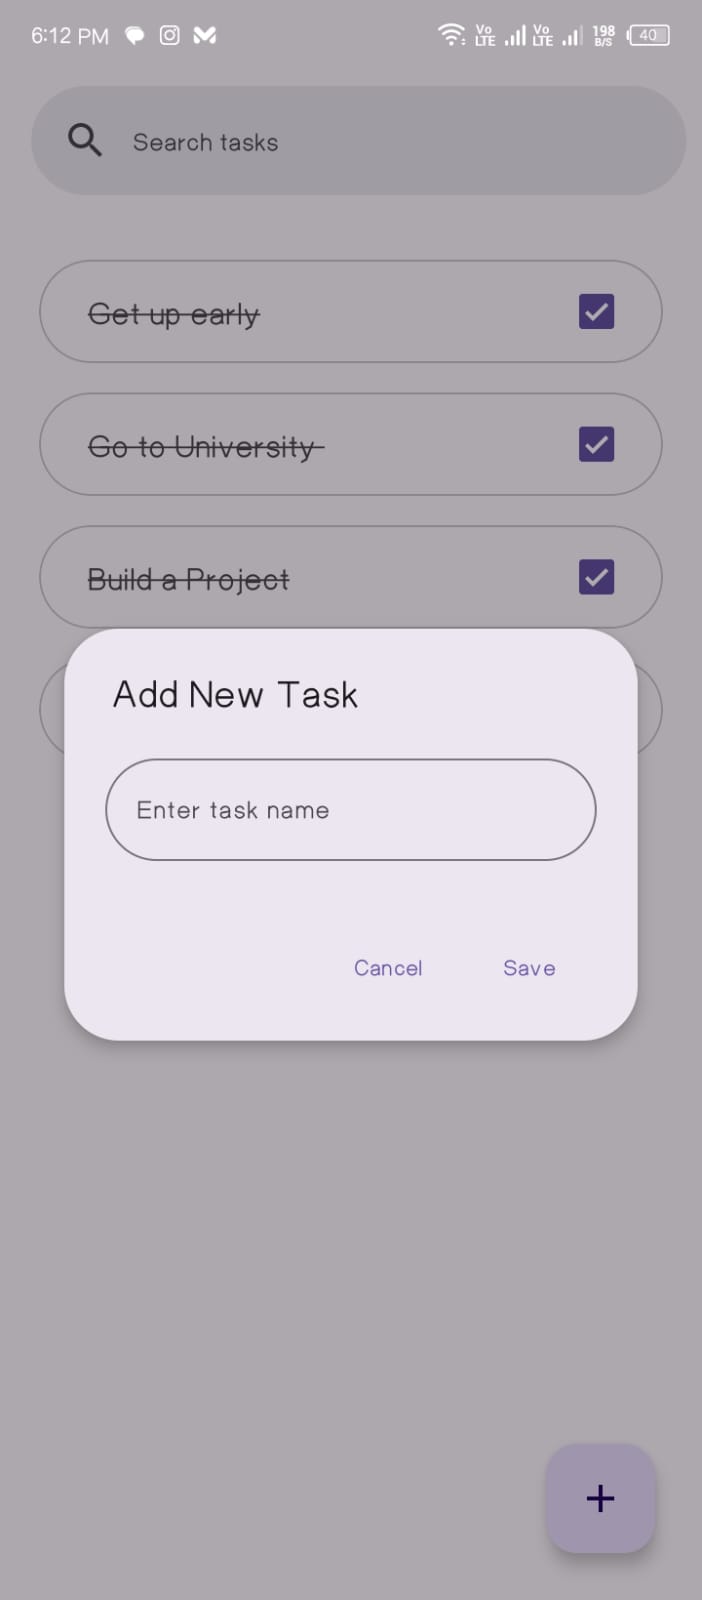 6:12 PM Vo LTE Vo LTE 198 B/S 40
Search tasks
Get up early
Go to University
Build a Project
Add New Task
Enter task name
Cancel Save